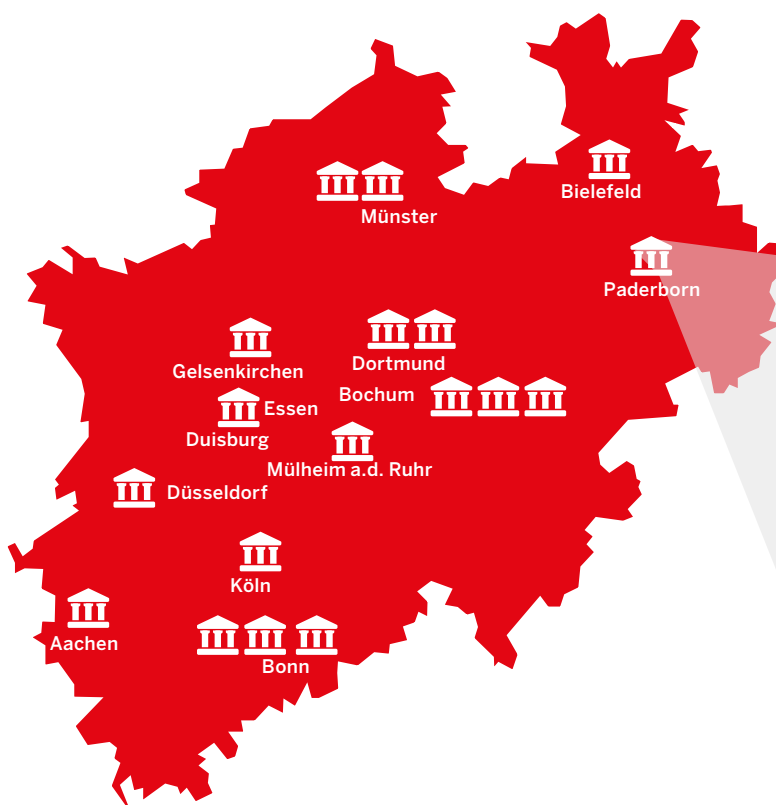 Bielefeld
Münster
Paderborn
Dortmund
Gelsenkirchen
Bochum
Essen
Duisburg
Mülheim a.d. Ruhr
Düsseldorf
Köln
Aachen
Bonn